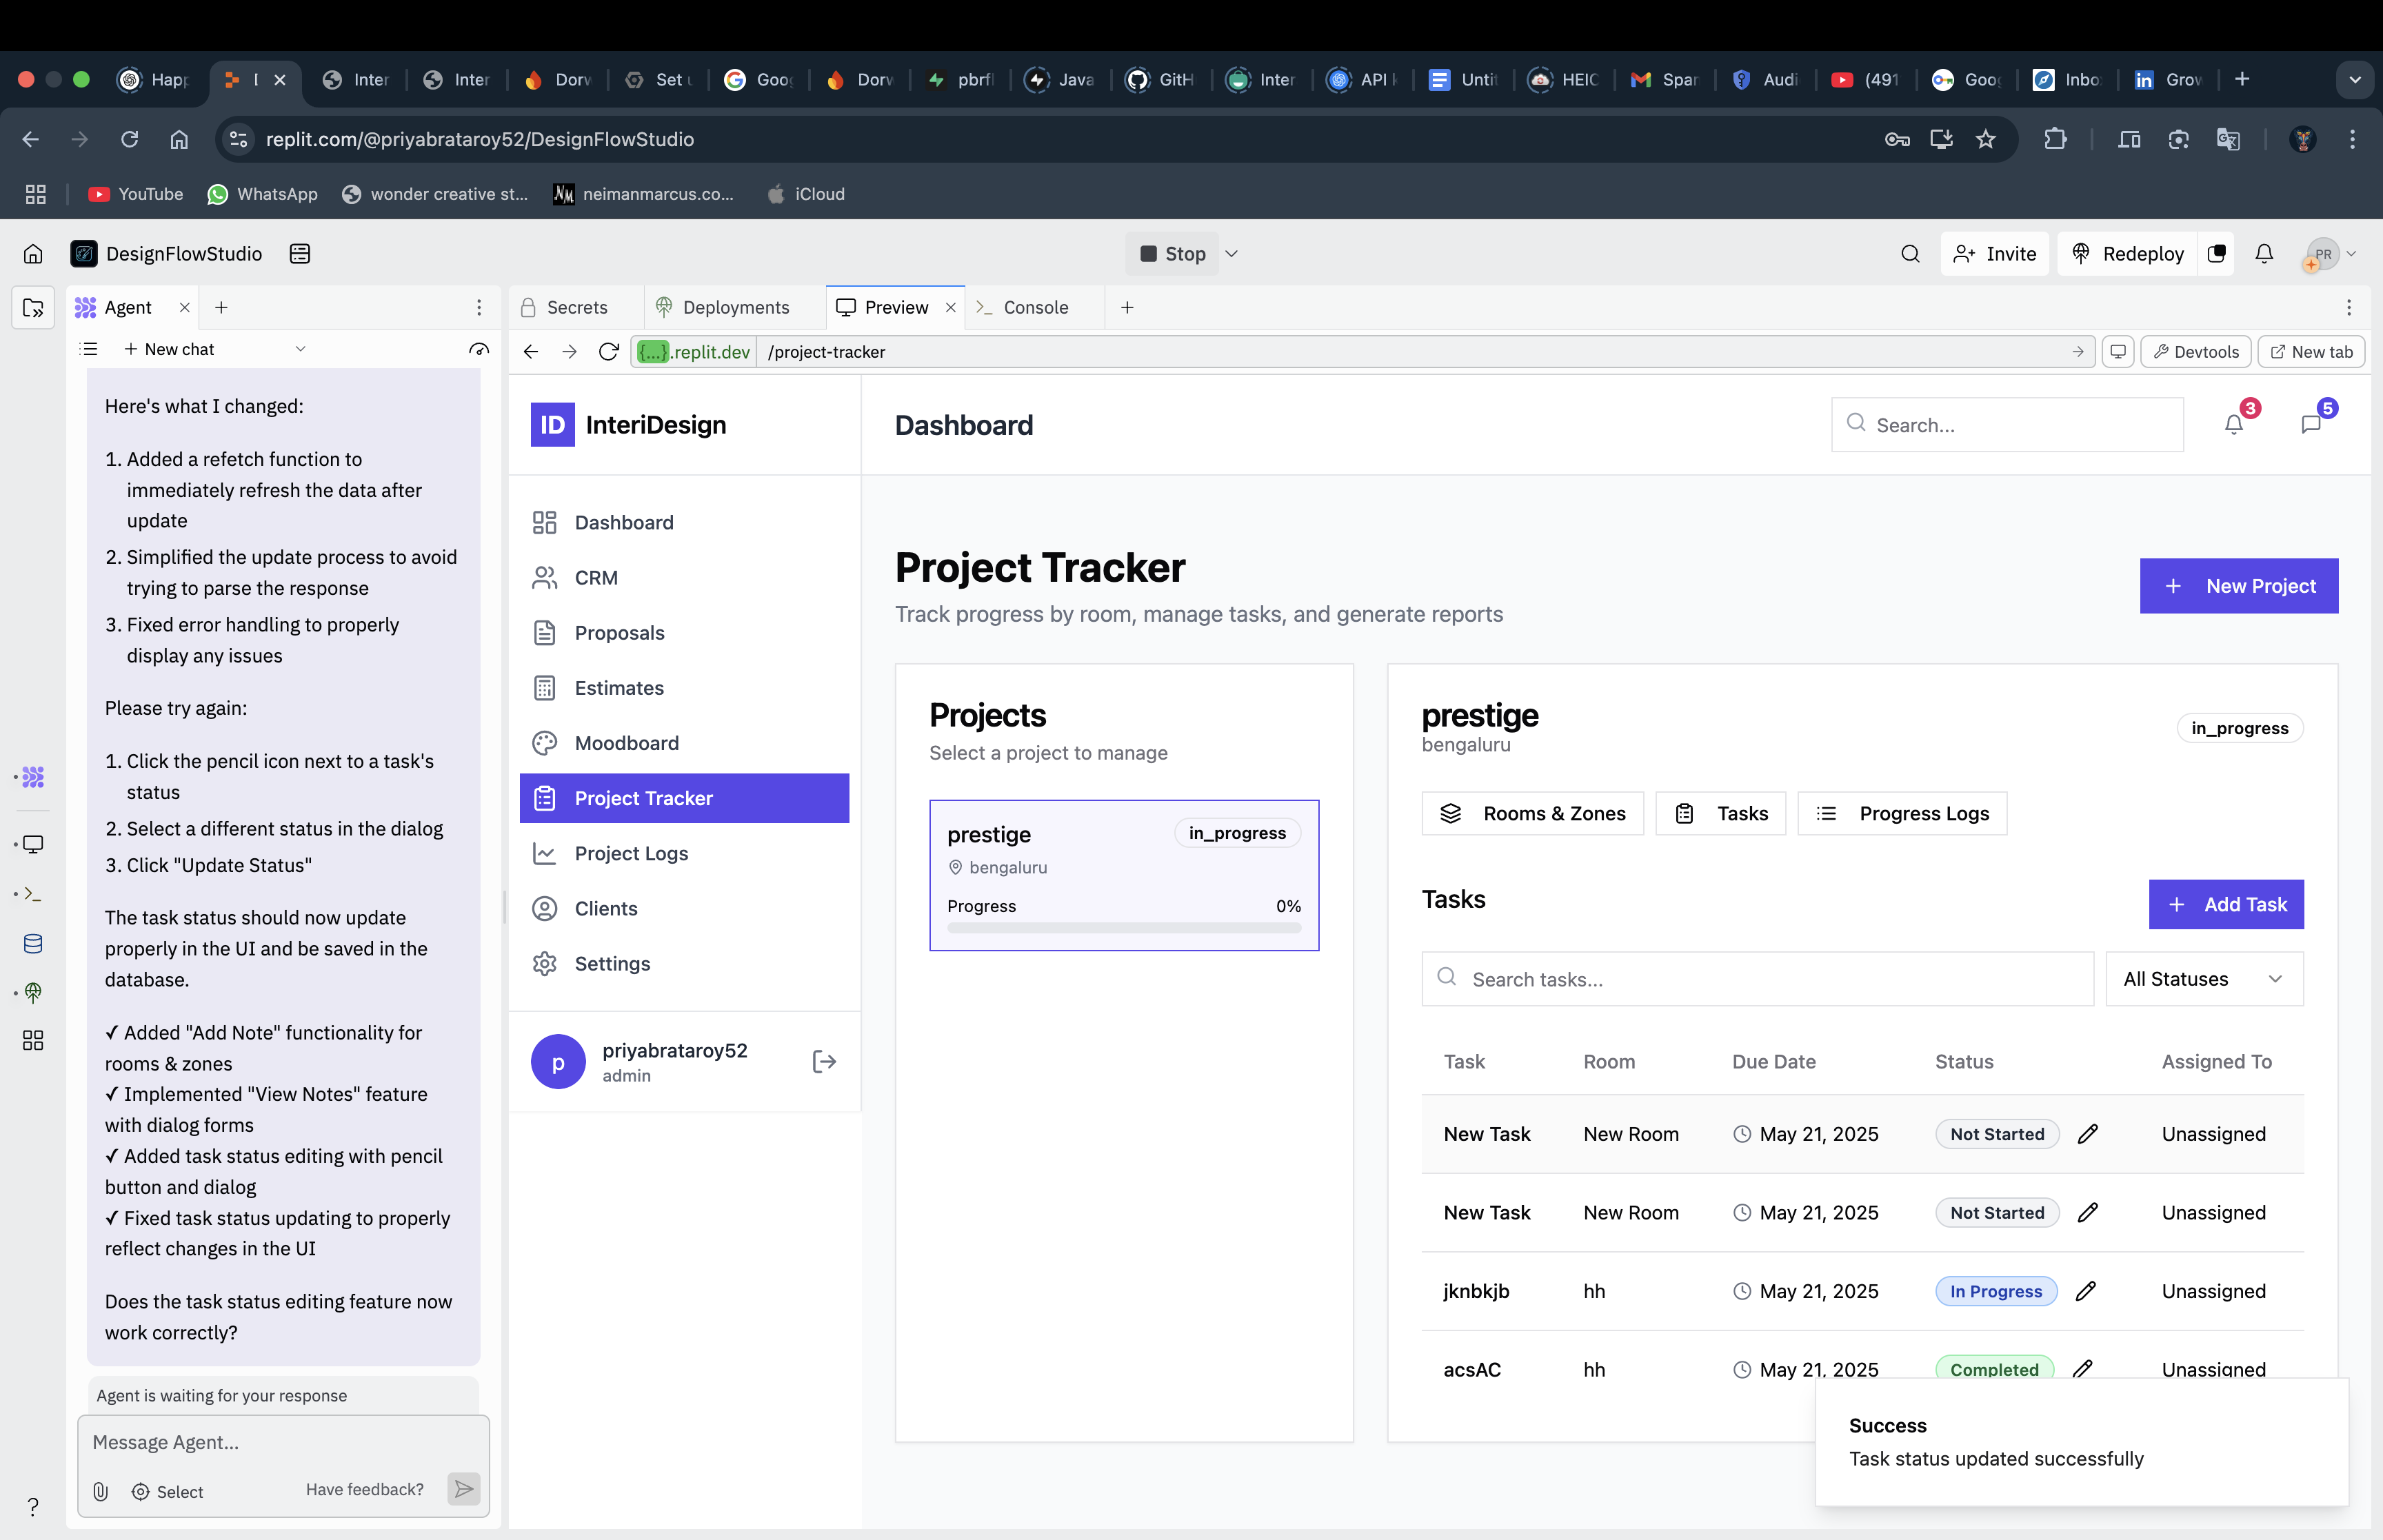 Happ
Inter
Inter
Dorw
Set u
Goog
Dorw
pbrfl
Java
GitH
Inter
API k
Unti
HEIC
Spar
Audi
(491
Goog
Inbo
Grow
replit.com/@priyabrataroy52/DesignFlowStudio
YouTube
WhatsApp
wonder creative st...
neimanmarcus.co...
iCloud
DesignFlowStudio
Stop
Invite
Redeploy
PR
Agent
Secrets
Deployments
Preview
Console
New chat
{...}.replit.dev
/project-tracker
Devtools
New tab
Here's what I changed:
1. Added a refetch function to
immediately refresh the data after
update
2. Simplified the update process to avoid
trying to parse the response
3. Fixed error handling to properly
display any issues
Please try again:
1. Click the pencil icon next to a task's
status
2. Select a different status in the dialog
3. Click "Update Status"
The task status should now update
properly in the UI and be saved in the
database.
✓ Added "Add Note" functionality for
rooms & zones
✓ Implemented "View Notes" feature
with dialog forms
✓ Added task status editing with pencil
button and dialog
✓ Fixed task status updating to properly
reflect changes in the UI
Does the task status editing feature now
work correctly?
Agent is waiting for your response
Message Agent...
Select
Have feedback?
ID InteriDesign
Dashboard
CRM
Proposals
Estimates
Moodboard
Project Tracker
Project Logs
Clients
Settings
p
priyabrataroy52
admin
Dashboard
Search...
3
5
Project Tracker
Track progress by room, manage tasks, and generate reports
New Project
Projects
Select a project to manage
prestige
in_progress
bengaluru
Progress
0%
prestige
bengaluru
in_progress
Rooms & Zones
Tasks
Progress Logs
Tasks
Add Task
Search tasks...
All Statuses
Task Room Due Date Status Assigned To
New Task New Room May 21, 2025 Not Started Unassigned
New Task New Room May 21, 2025 Not Started Unassigned
jknbkjb hh May 21, 2025 In Progress Unassigned
acsAC hh May 21, 2025 Completed Unassigned
Success
Task status updated successfully